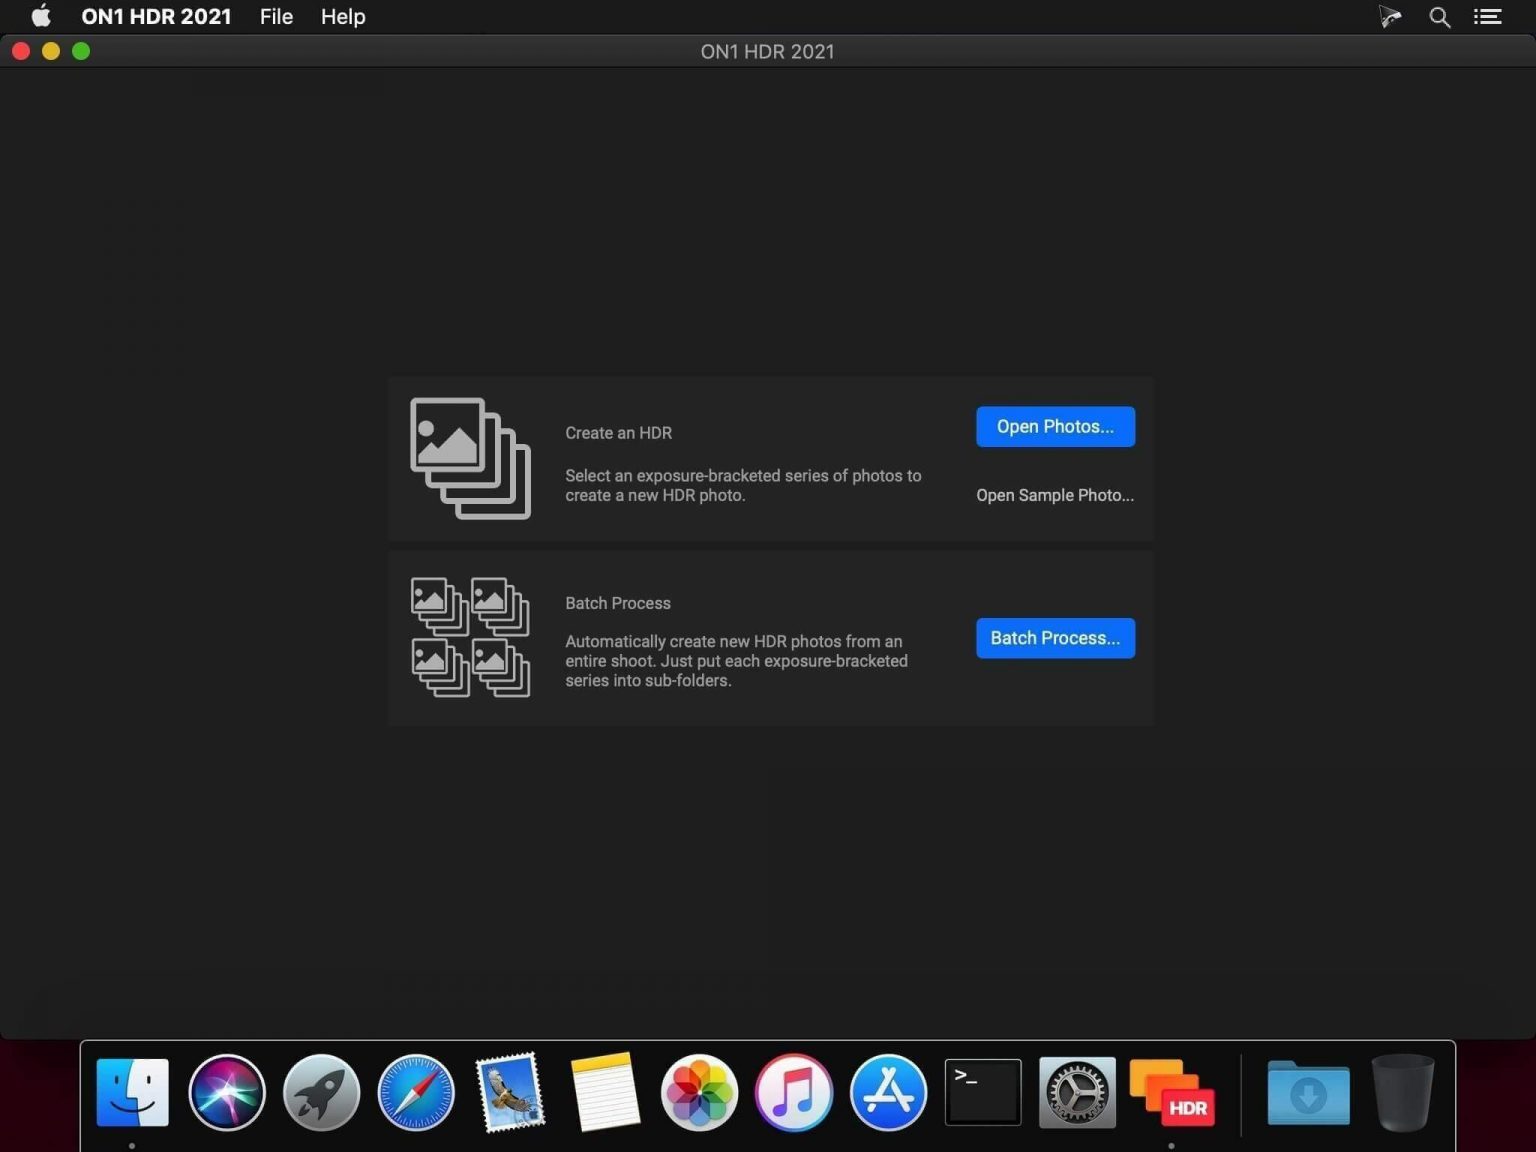 ON1 HDR 2021 File Help
ON1 HDR 2021
Create an HDR
Open Photos...
Select an exposure-bracketed series of photos to
create a new HDR photo.
Open Sample Photo...
Batch Process
Automatically create new HDR photos from an
entire shoot. Just put each exposure-bracketed
series into sub-folders.
Batch Process...
>_
HDR